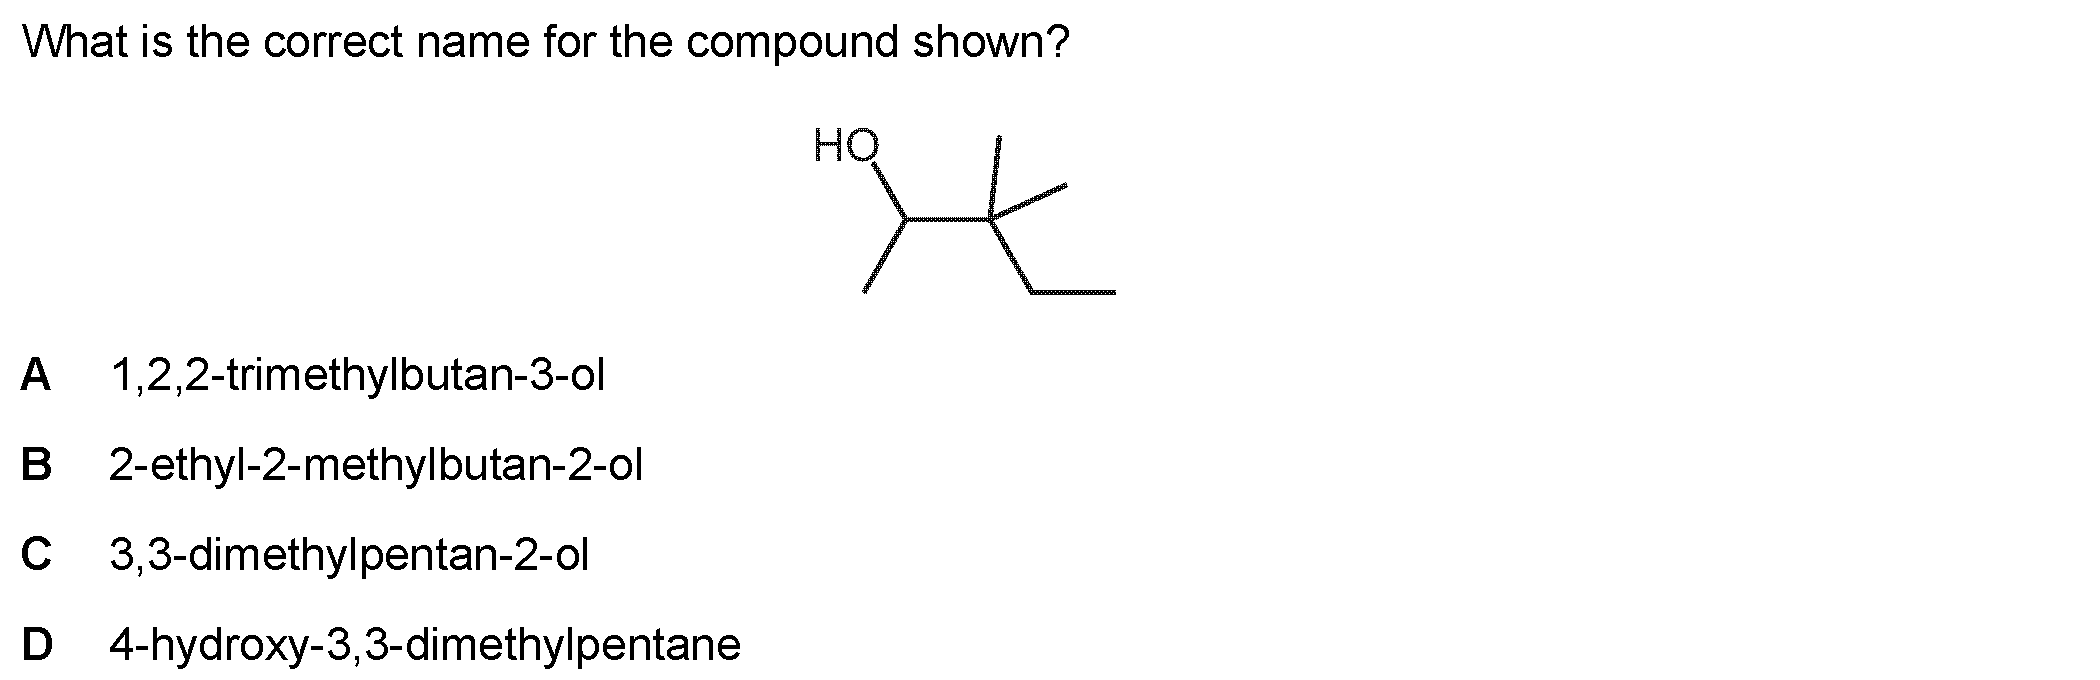 What is the correct name for the compound shown?
HO
A 1,2,2-trimethylbutan-3-ol
B 2-ethyl-2-methylbutan-2-ol
C 3,3-dimethylpentan-2-ol
D 4-hydroxy-3,3-dimethylpentane